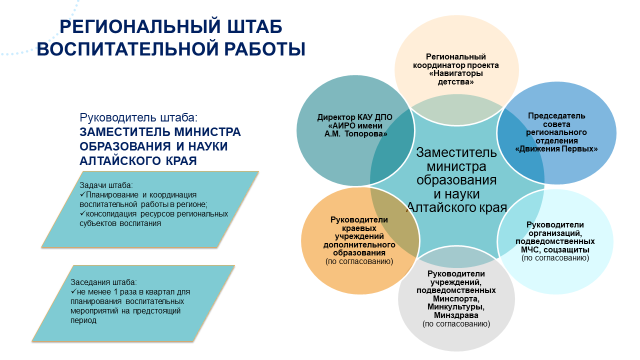 РЕГИОНАЛЬНЫЙ ШТАБ
ВОСПИТАТЕЛЬНОЙ РАБОТЫ
Руководитель штаба:
ЗАМЕСТИТЕЛЬ МИНИСТРА
ОБРАЗОВАНИЯ И НАУКИ
АЛТАЙСКОГО КРАЯ
Задачи штаба:
✓Планирование и координация
воспитательной работы в регионе;
✓консолидация ресурсов региональных
субъектов воспитания
Заседания штаба:
✓не менее 1 раза в квартал для
планирования воспитательных
мероприятий на предстоящий
период
Региональный
координатор проекта
«Навигаторы
детства»
Председатель
совета
регионального
отделения
«Движения Первых»
Руководители
организаций,
подведомственных
МЧС, соцзащиты
(по согласованию)
Руководители
учреждений,
подведомственных
Минспорта,
Минкультуры,
Минздрава
(по согласованию)
Руководители
краевых
учреждений
дополнительного
образования
(по согласованию)
Директор КАУ ДПО
«АИРО имени
А.М. Топорова»
Заместитель
министра
образования
и науки
Алтайского края